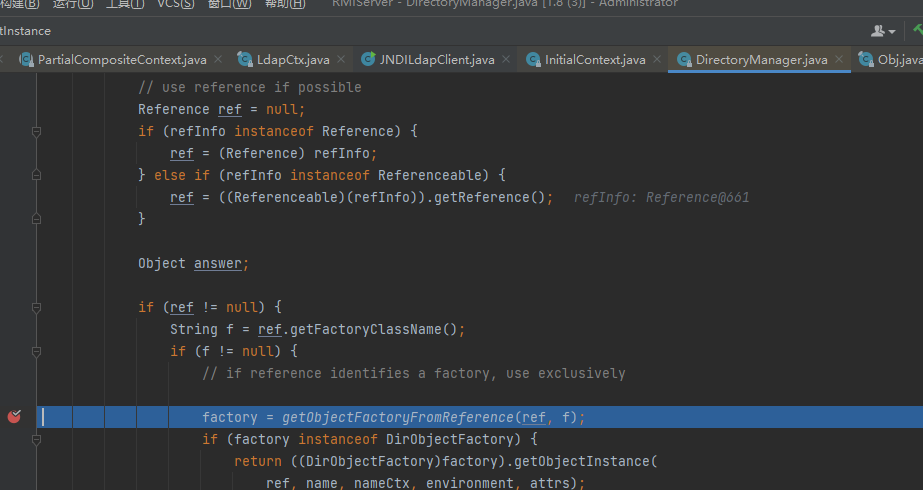 构建(B) 运行(U) 工具(T) VCS(S) 窗口(W) 帮助(H) RMIServer - DirectoryManager.java [1.8 (3)] - Administrator
tInstance
PartialCompositeContext.java LdapCtx.java JNDILdapClient.java InitialContext.java DirectoryManager.java Obj.java
// use reference if possible
Reference ref = null;
if (refInfo instanceof Reference) {
ref = (Reference) refInfo;
} else if (refInfo instanceof Referenceable) {
ref = ((Referenceable)(refInfo)).getReference(); refInfo: Reference@661
}
Object answer;
if (ref != null) {
String f = ref.getFactoryClassName();
if (f != null) {
// if reference identifies a factory, use exclusively
factory = getObjectFactoryFromReference(ref, f);
if (factory instanceof DirObjectFactory) {
return ((DirObjectFactory)factory).getObjectInstance(
ref, name, nameCtx, environment, attrs);